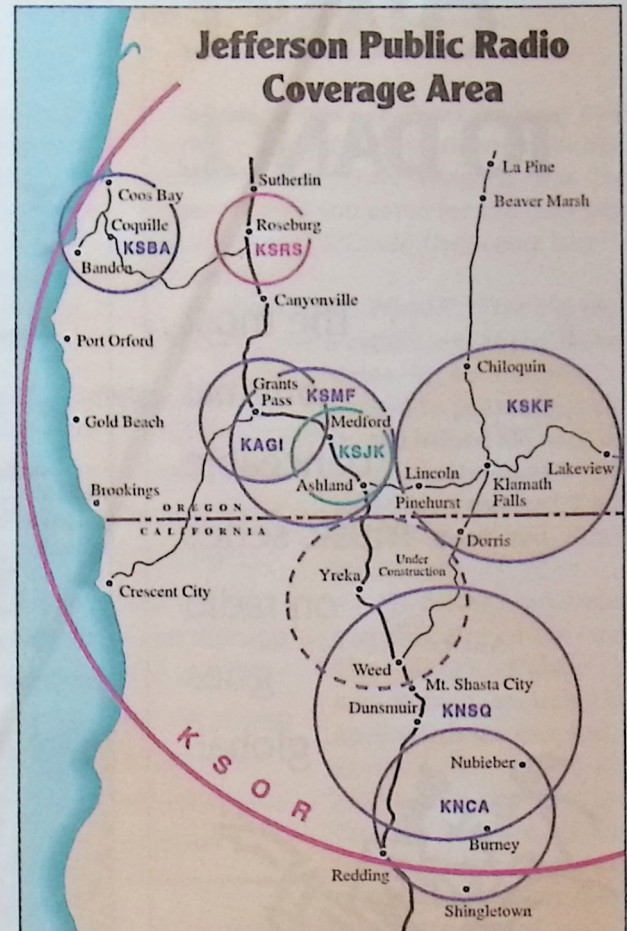 Jefferson Public Radio
Coverage Area
La Pine
Sutherlin
Beaver Marsh
Coos Bay
Coquille
KSBA
Roseburg
KSRS
Bandon
Canyonville
Port Orford
Chiloquin
Grants
Pass
KSMF
KSKF
Gold Beach
Medford
KAGI
KSJK
Lakeview
Ashland
Lincoln
Klamath
Falls
Brookings
Pinehurst
OREGON
CALIFORNIA
Dorris
Under
Construction
Yreka
Crescent City
Weed
Mt. Shasta City
Dunsmuir
KNSQ
KSOR
Nubieber
KNCA
Burney
Redding
Shingletown